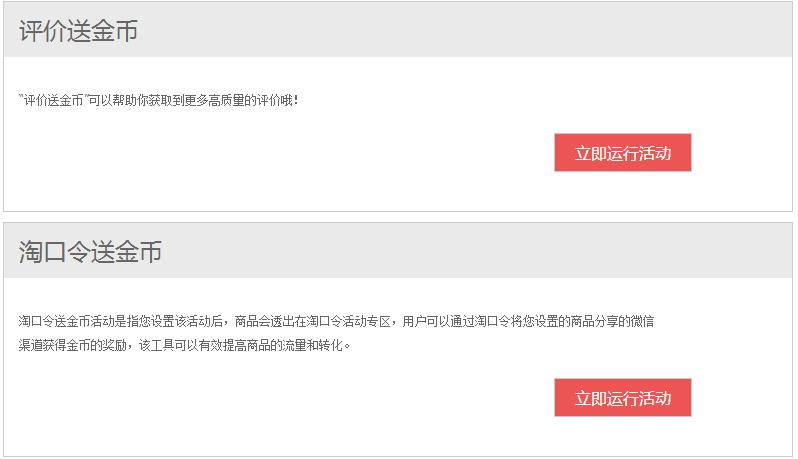 评价送金币
“评价送金币”可以帮助你获取到更多高质量的评价哦！
立即运行活动
淘口令送金币
淘口令送金币活动是指您设置该活动后，商品会透出在淘口令活动专区，用户可以通过淘口令将您设置的商品分享的微信
渠道获得金币的奖励，该工具可以有效提高商品的流量和转化。
立即运行活动